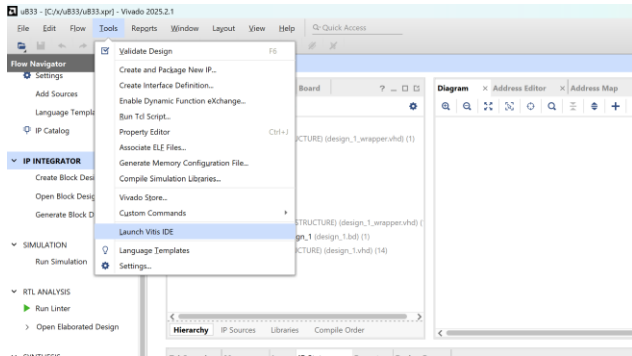 uB33 - [C:/x/uB33/uB33.xpr] - Vivado 2025.2.1
File Edit Flow Tools Reports Window Layout View Help Quick Access
Flow Navigator
Settings
Add Sources
Language Templa
IP Catalog
IP INTEGRATOR
Create Block Desi
Open Block Desig
Generate Block D
SIMULATION
Run Simulation
RTL ANALYSIS
Run Linter
Open Elaborated Design
Validate Design F6
Create and Package New IP...
Create Interface Definition...
Enable Dynamic Function eXchange...
Run Tcl Script...
Property Editor Ctrl+J
Associate ELF Files...
Generate Memory Configuration File...
Compile Simulation Libraries...
Vivado Store...
Custom Commands
Launch Vitis IDE
Language Templates
Settings...
Board
CTURE) (design_1_wrapper.vhd) (1)
STRUCTURE) (design_1_wrapper.vhd) (
gn_1 (design_1.bd) (1)
STRUCTURE) (design_1.vhd) (14)
Hierarchy IP Sources Libraries Compile Order
Diagram Address Editor Address Map